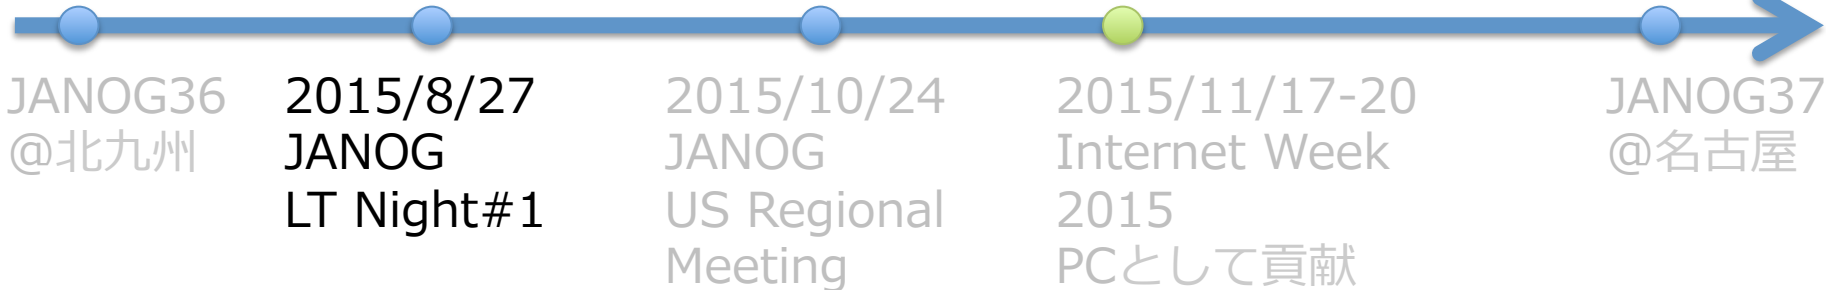 JANOG36
@北九州
2015/8/27
JANOG
LT Night#1
2015/10/24
JANOG
US Regional
Meeting
2015/11/17-20
Internet Week
2015
PCとして貢献
JANOG37
@名古屋